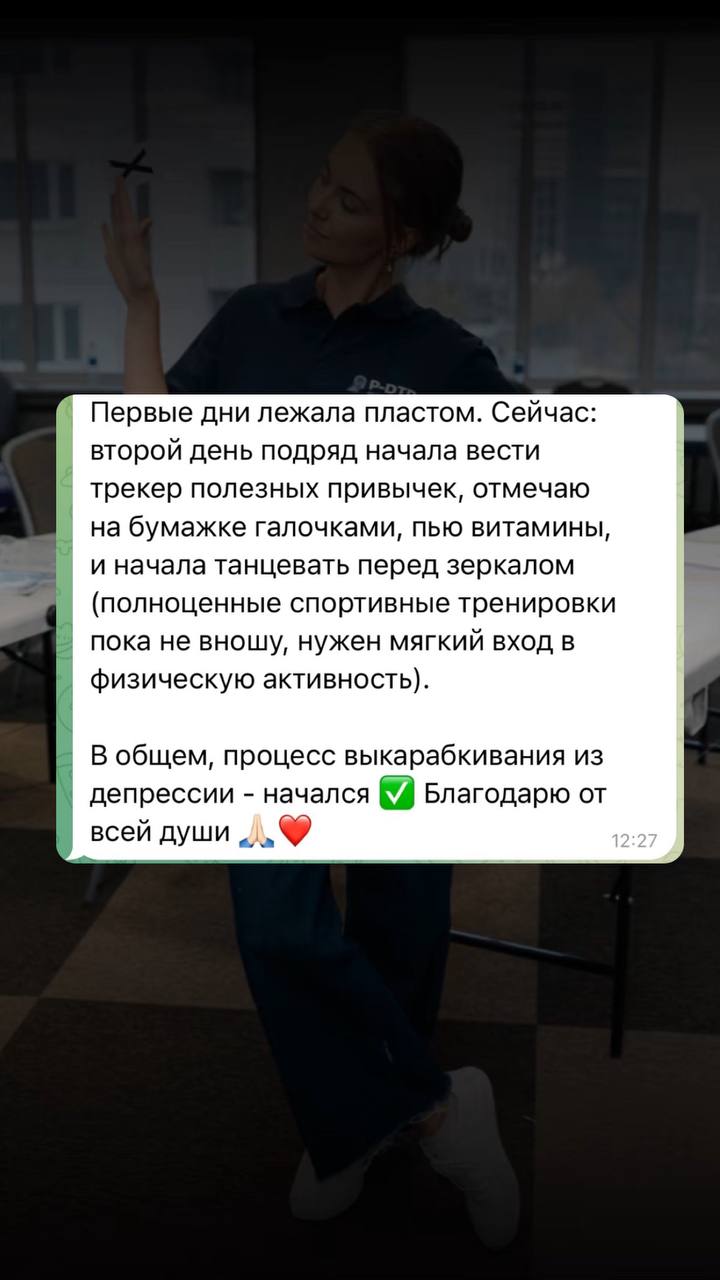 P-DTR
Первые дни лежала пластом. Сейчас:
второй день подряд начала вести
трекер полезных привычек, отмечаю
на бумажке галочками, пью витамины,
и начала танцевать перед зеркалом
(полноценные спортивные тренировки
пока не вношу, нужен мягкий вход в
физическую активность).
В общем, процесс выкарабкивания из
депрессии - начался ✅ Благодарю от
всей души 🙏🏻❤️
12:27